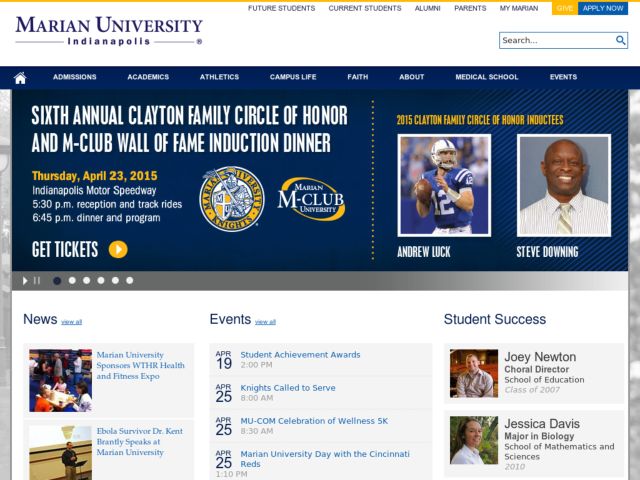 FUTURE STUDENTS CURRENT STUDENTS ALUMNI PARENTS MY MARIAN GIVE APPLY NOW
MARIAN UNIVERSITY
Indianapolis ®
Search...
ADMISSIONS ACADEMICS ATHLETICS CAMPUS LIFE FAITH ABOUT MEDICAL SCHOOL EVENTS
SIXTH ANNUAL CLAYTON FAMILY CIRCLE OF HONOR
AND M-CLUB WALL OF FAME INDUCTION DINNER
Thursday, April 23, 2015
Indianapolis Motor Speedway
5:30 p.m. reception and track rides
6:45 p.m. dinner and program
GET TICKETS
MARIAN UNIVERSITY
KNIGHTS
MARIAN
M-CLUB
UNIVERSITY
2015 CLAYTON FAMILY CIRCLE OF HONOR INDUCTEES
12
ANDREW LUCK STEVE DOWNING
News view all
Marian University
Sponsors WTHR Health
and Fitness Expo
Ebola Survivor Dr. Kent
Brantly Speaks at
Marian University
Events view all
APR
19
Student Achievement Awards
2:00 PM
APR
25
Knights Called to Serve
8:00 AM
APR
25
MU-COM Celebration of Wellness 5K
8:30 AM
APR
25
Marian University Day with the Cincinnati
Reds
1:10 PM
Student Success
Joey Newton
Choral Director
School of Education
Class of 2007
Jessica Davis
Major in Biology
School of Mathematics and
Sciences
2010